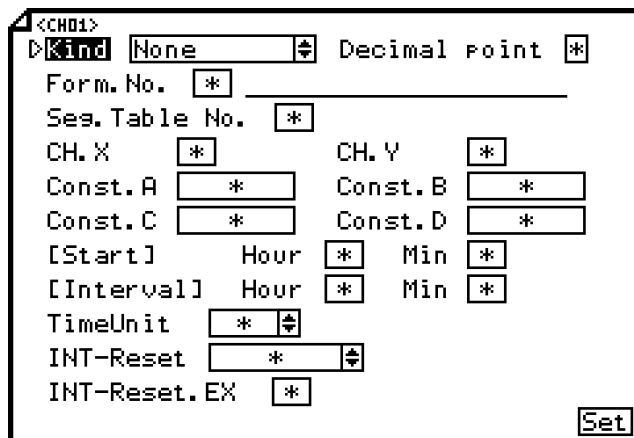 <CH01>
Kind None Decimal point *
Form.No. *
Seg.Table No. *
CH.X * CH.Y *
Const.A * Const.B *
Const.C * Const.D *
[Start] Hour * Min *
[Interval] Hour * Min *
TimeUnit *
INT-Reset *
INT-Reset.EX *
Set